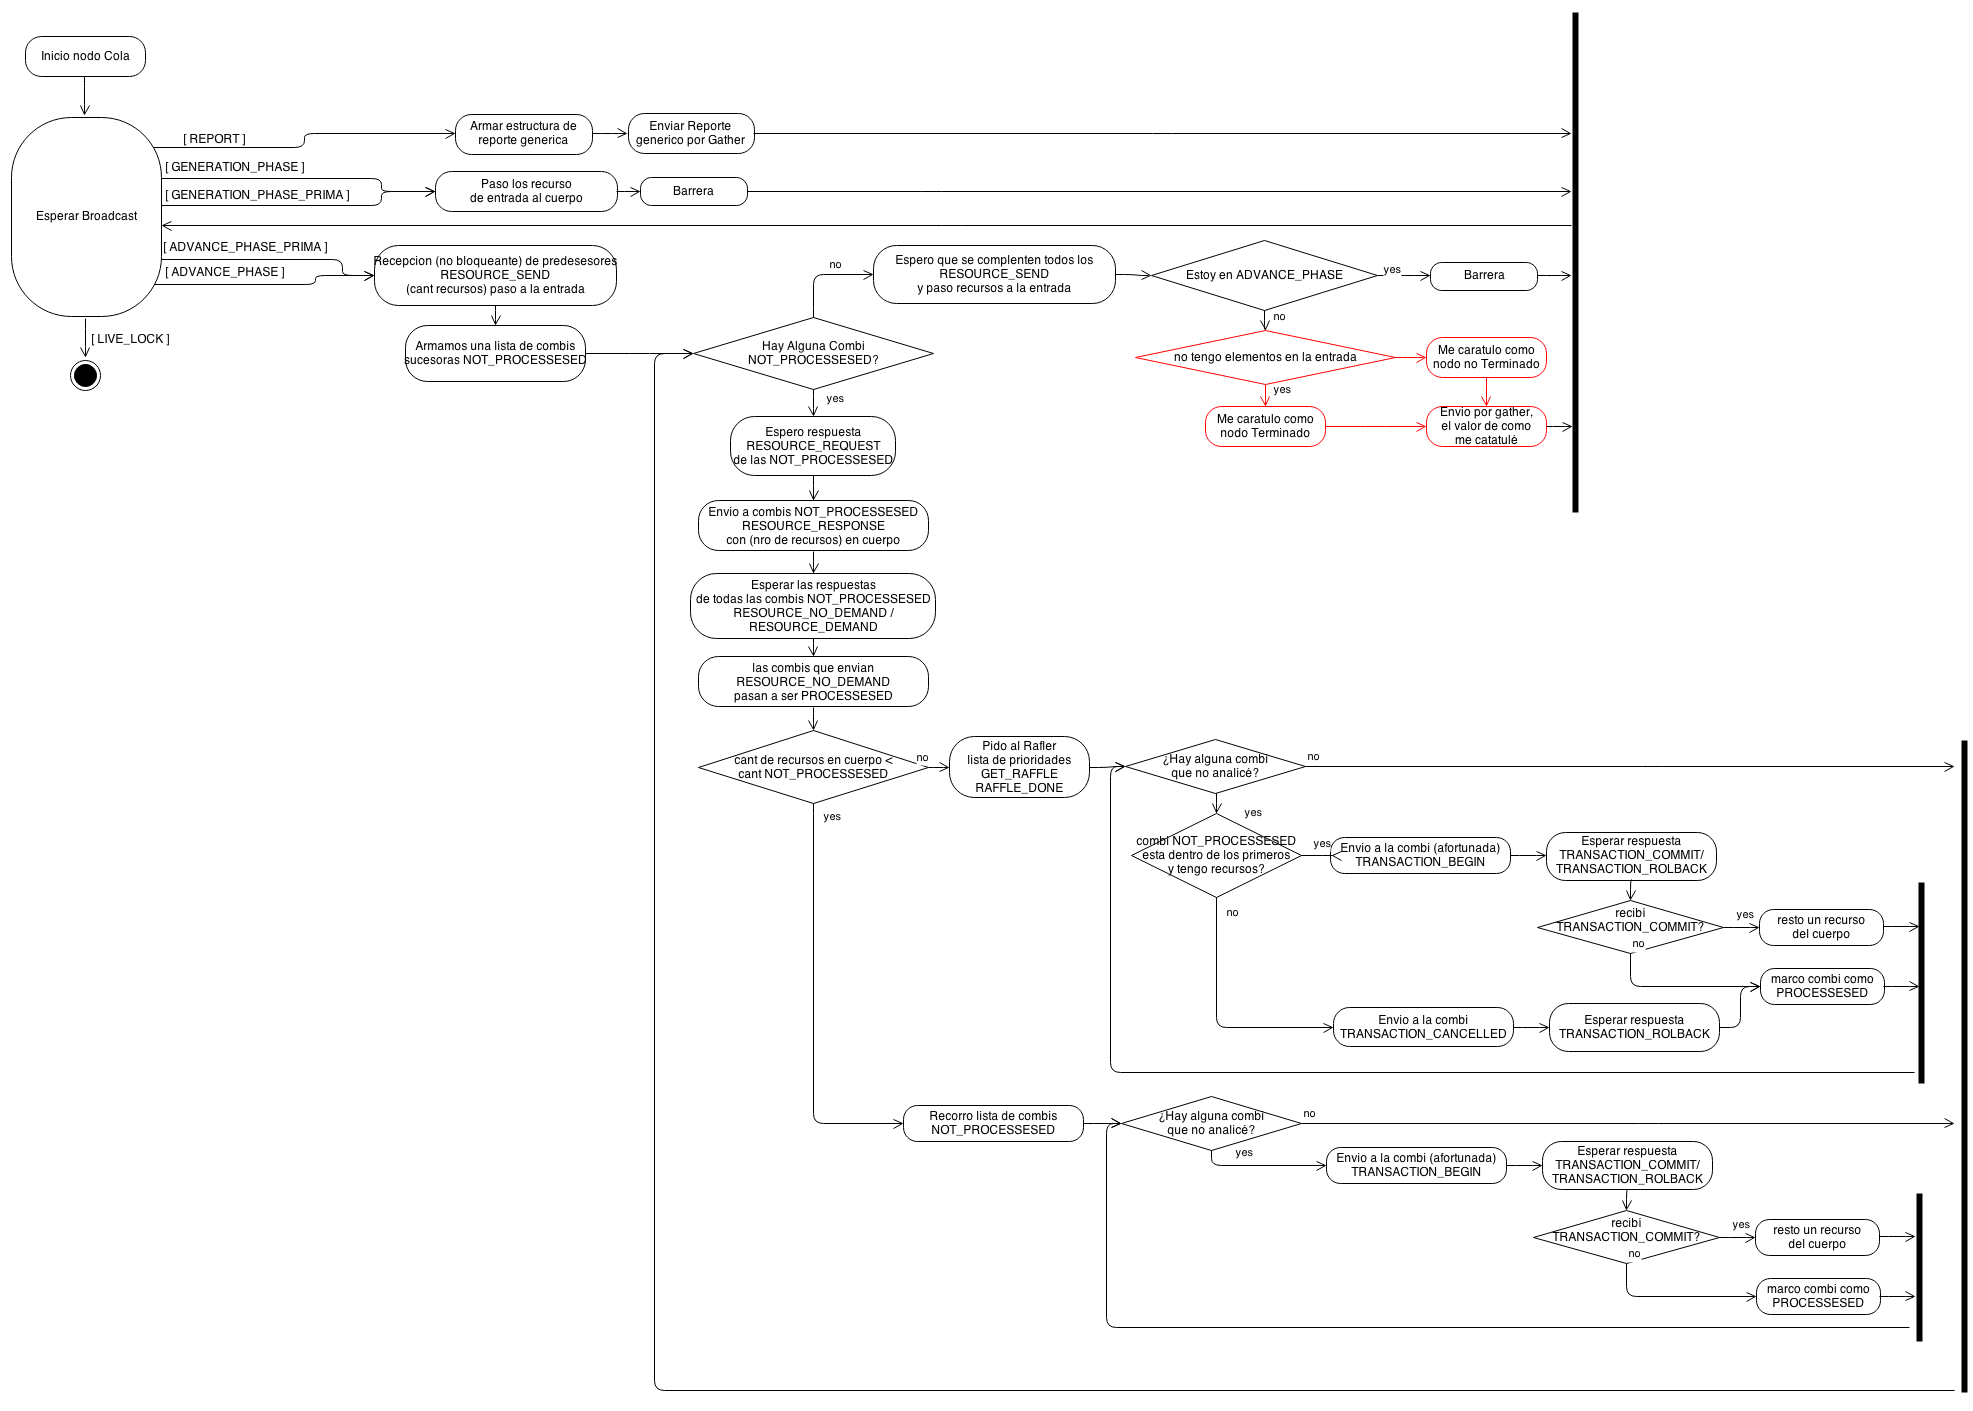 Inicio nodo Cola
Esperar Broadcast
[ REPORT ]
Armar estructura de
reporte generica
Enviar Reporte
generico por Gather
[ GENERATION_PHASE ]
[ GENERATION_PHASE_PRIMA ]
Paso los recurso
de entrada al cuerpo
Barrera
[ ADVANCE_PHASE_PRIMA ]
[ ADVANCE_PHASE ]
[ LIVE_LOCK ]
Recepcion (no bloqueante) de predesesores
RESOURCE_SEND
(cant recursos) paso a la entrada
Armamos una lista de combis
sucesoras NOT_PROCESSESED
Hay Alguna Combi
NOT_PROCESSESED?
no
Espero que se complenten todos los
RESOURCE_SEND
y paso recursos a la entrada
Estoy en ADVANCE_PHASE
yes
Barrera
no
no tengo elementos en la entrada
Me caratulo como
nodo no Terminado
yes
Me caratulo como
nodo Terminado
Envio por gather,
el valor de como
me catatulé
yes
Espero respuesta
RESOURCE_REQUEST
de las NOT_PROCESSESED
Envio a combis NOT_PROCESSESED
RESOURCE_RESPONSE
con (nro de recursos) en cuerpo
Esperar las respuestas
de todas las combis NOT_PROCESSESED
RESOURCE_NO_DEMAND /
RESOURCE_DEMAND
las combis que envian
RESOURCE_NO_DEMAND
pasan a ser PROCESSESED
cant de recursos en cuerpo <
cant NOT_PROCESSESED
no
Pido al Rafler
lista de prioridades
GET_RAFFLE
RAFFLE_DONE
¿Hay alguna combi
que no analicé?
no
yes
combi NOT_PROCESSESED
esta dentro de los primeros
y tengo recursos?
yes
Envio a la combi (afortunada)
TRANSACTION_BEGIN
Esperar respuesta
TRANSACTION_COMMIT/
TRANSACTION_ROLBACK
recibí
TRANSACTION_COMMIT?
yes
resto un recurso
del cuerpo
no
marco combi como
PROCESSESED
no
Envio a la combi
TRANSACTION_CANCELLED
Esperar respuesta
TRANSACTION_ROLBACK
yes
Recorro lista de combis
NOT_PROCESSESED
¿Hay alguna combi
que no analicé?
no
yes
Envio a la combi (afortunada)
TRANSACTION_BEGIN
Esperar respuesta
TRANSACTION_COMMIT/
TRANSACTION_ROLBACK
recibí
TRANSACTION_COMMIT?
yes
resto un recurso
del cuerpo
no
marco combi como
PROCESSESED